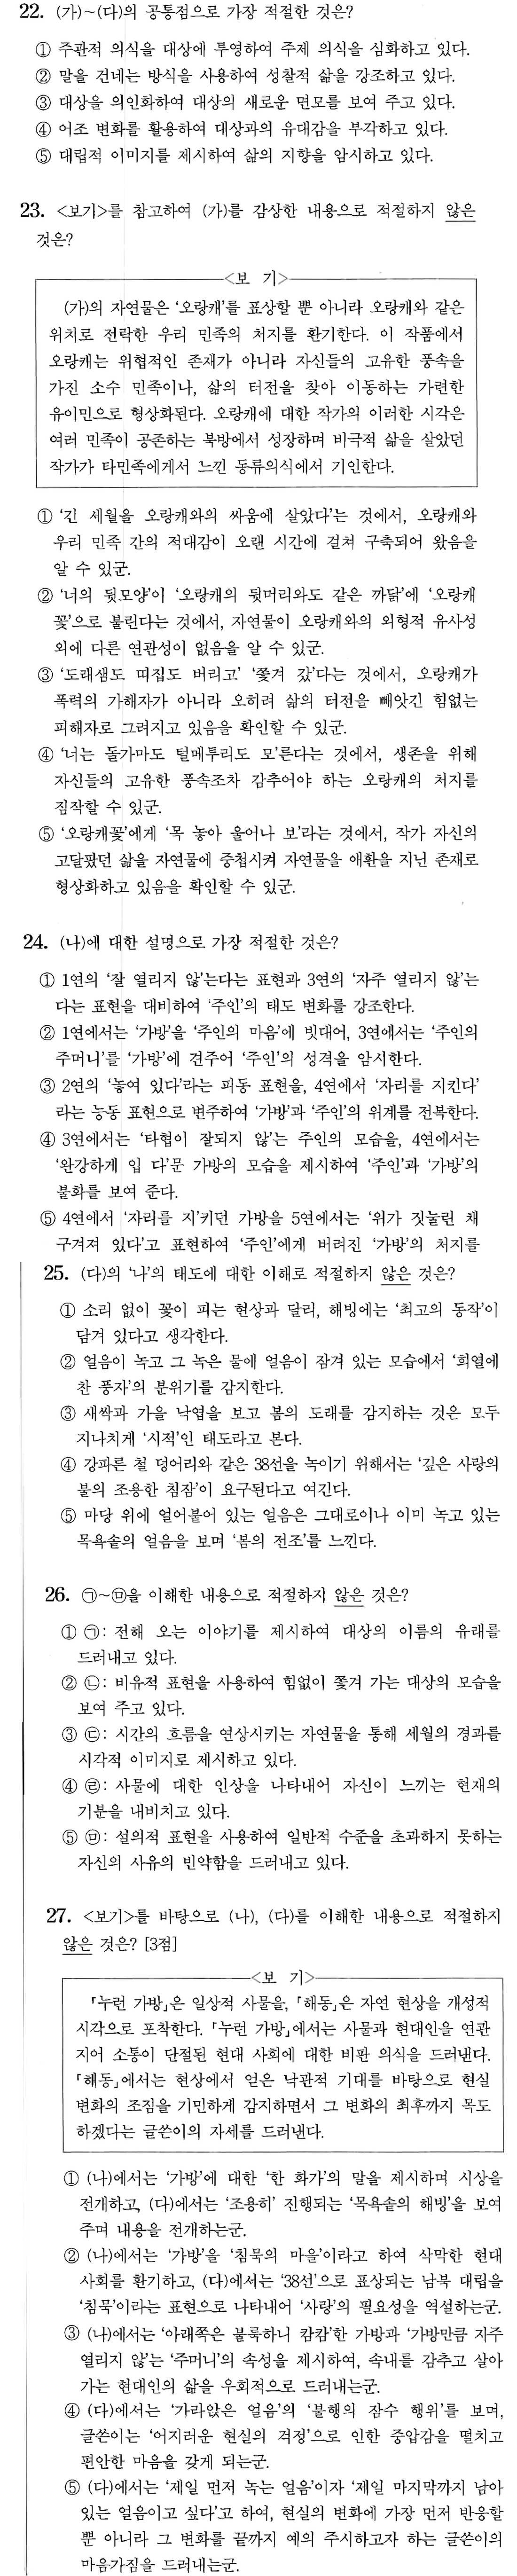 22. (가)~(다)의 공통점으로 가장 적절한 것은?
① 주관적 의식을 대상에 투영하여 주제 의식을 심화하고 있다.
② 말을 건네는 방식을 사용하여 성찰적 삶을 강조하고 있다.
③ 대상을 의인화하여 대상의 새로운 면모를 보여 주고 있다.
④ 어조 변화를 활용하여 대상과의 유대감을 부각하고 있다.
⑤ 대립적 이미지를 제시하여 삶의 지향을 암시하고 있다.
23. <보기>를 참고하여 (가)를 감상한 내용으로 적절하지 않은
것은?
<보 기>
(가)의 자연물은 ‘오랑캐’를 표상할 뿐 아니라 오랑캐와 같은
위치로 전락한 우리 민족의 처지를 환기한다. 이 작품에서
오랑캐는 위협적인 존재가 아니라 자신들의 고유한 풍속을
가진 소수 민족이나, 삶의 터전을 찾아 이동하는 가련한
유이민으로 형상화된다. 오랑캐에 대한 작가의 이러한 시각은
여러 민족이 공존하는 북방에서 성장하며 비극적 삶을 살았던
작가가 타민족에게서 느낀 동류의식에서 기인한다.
① ‘긴 세월을 오랑캐와의 싸움에 살았다’는 것에서, 오랑캐와
우리 민족 간의 적대감이 오랜 시간에 걸쳐 구축되어 왔음을
알 수 있군.
② ‘너의 뒷모양’이 ‘오랑캐의 뒷머리와도 같은 까닭’에 ‘오랑캐
꽃’으로 불린다는 것에서, 자연물이 오랑캐와의 외형적 유사성
외에 다른 연관성이 없음을 알 수 있군.
③ ‘도래샘도 띠집도 버리고’ ‘쫓겨 갔’다는 것에서, 오랑캐가
폭력의 가해자가 아니라 오히려 삶의 터전을 빼앗긴 힘없는
피해자로 그려지고 있음을 확인할 수 있군.
④ ‘너는 돌가마도 털메투리도 모’른다는 것에서, 생존을 위해
자신들의 고유한 풍속조차 감추어야 하는 오랑캐의 처지를
짐작할 수 있군.
⑤ ‘오랑캐꽃’에게 ‘목 놓아 울어나 보’라는 것에서, 작가 자신의
고달팠던 삶을 자연물에 중첩시켜 자연물을 애환을 지닌 존재로
형상화하고 있음을 확인할 수 있군.
24. (나)에 대한 설명으로 가장 적절한 것은?
① 1연의 ‘잘 열리지 않’는다는 표현과 3연의 ‘자주 열리지 않’는
다는 표현을 대비하여 ‘주인’의 태도 변화를 강조한다.
② 1연에서는 ‘가방’을 ‘주인의 마음’에 빗대어, 3연에서는 ‘주인의
주머니’를 ‘가방’에 견주어 ‘주인’의 성격을 암시한다.
③ 2연의 ‘놓여 있다’라는 피동 표현을, 4연에서 ‘자리를 지킨다’
라는 능동 표현으로 변주하여 ‘가방’과 ‘주인’의 위계를 전복한다.
④ 3연에서는 ‘타협이 잘되지 않’는 주인의 모습을, 4연에서는
‘완강하게 입 다’문 가방의 모습을 제시하여 ‘주인’과 ‘가방’의
불화를 보여 준다.
⑤ 4연에서 ‘자리를 지’키던 가방을 5연에서는 ‘위가 짓눌린 채
구겨져 있다’고 표현하여 ‘주인’에게 버려진 ‘가방’의 처지를
25. (다)의 ‘나’의 태도에 대한 이해로 적절하지 않은 것은?
① 소리 없이 꽃이 피는 현상과 달리, 해빙에는 ‘최고의 동작’이
담겨 있다고 생각한다.
② 얼음이 녹고 그 녹은 물에 얼음이 잠겨 있는 모습에서 ‘희열에
찬 풍자’의 분위기를 감지한다.
③ 새싹과 가을 낙엽을 보고 봄의 도래를 감지하는 것은 모두
지나치게 ‘시적’인 태도라고 본다.
④ 강파른 철 덩어리와 같은 38선을 녹이기 위해서는 ‘깊은 사랑의
불의 조용한 침잠’이 요구된다고 여긴다.
⑤ 마당 위에 얼어붙어 있는 얼음은 그대로이나 이미 녹고 있는
목욕솥의 얼음을 보며 ‘봄의 전조’를 느낀다.
26. ㉠~㉤을 이해한 내용으로 적절하지 않은 것은?
① ㉠: 전해 오는 이야기를 제시하여 대상의 이름의 유래를
드러내고 있다.
② ㉡: 비유적 표현을 사용하여 힘없이 쫓겨 가는 대상의 모습을
보여 주고 있다.
③ ㉢: 시간의 흐름을 연상시키는 자연물을 통해 세월의 경과를
시각적 이미지로 제시하고 있다.
④ ㉣: 사물에 대한 인상을 나타내어 자신이 느끼는 현재의
기분을 내비치고 있다.
⑤ ㉤: 설의적 표현을 사용하여 일반적 수준을 초과하지 못하는
자신의 사유의 빈약함을 드러내고 있다.
27. <보기>를 바탕으로 (나), (다)를 이해한 내용으로 적절하지
않은 것은? [3점]
<보 기>
「누런 가방」은 일상적 사물을, 「해동」은 자연 현상을 개성적
시각으로 포착한다. 「누런 가방」에서는 사물과 현대인을 연관
지어 소통이 단절된 현대 사회에 대한 비판 의식을 드러낸다.
「해동」에서는 현상에서 얻은 낙관적 기대를 바탕으로 현실
변화의 조짐을 기민하게 감지하면서 그 변화의 최후까지 목도
하겠다는 글쓴이의 자세를 드러낸다.
① (나)에서는 ‘가방’에 대한 ‘한 화가’의 말을 제시하며 시상을
전개하고, (다)에서는 ‘조용히’ 진행되는 ‘목욕솥의 해빙’을 보여
주며 내용을 전개하는군.
② (나)에서는 ‘가방’을 ‘침묵의 마을’이라고 하여 삭막한 현대
사회를 환기하고, (다)에서는 ‘38선’으로 표상되는 남북 대립을
‘침묵’이라는 표현으로 나타내어 ‘사랑’의 필요성을 역설하는군.
③ (나)에서는 ‘아래쪽은 불룩하니 캄캄’한 가방과 ‘가방만큼 자주
열리지 않’는 ‘주머니’의 속성을 제시하여, 속내를 감추고 살아
가는 현대인의 삶을 우회적으로 드러내는군.
④ (다)에서는 ‘가라앉은 얼음’의 ‘불행의 잠수 행위’를 보며,
글쓴이는 ‘어지러운 현실의 걱정’으로 인한 중압감을 떨치고
편안한 마음을 갖게 되는군.
⑤ (다)에서는 ‘제일 먼저 녹는 얼음’이자 ‘제일 마지막까지 남아
있는 얼음이고 싶다’고 하여, 현실의 변화에 가장 먼저 반응할
뿐 아니라 그 변화를 끝까지 예의 주시하고자 하는 글쓴이의
마음가짐을 드러내는군.